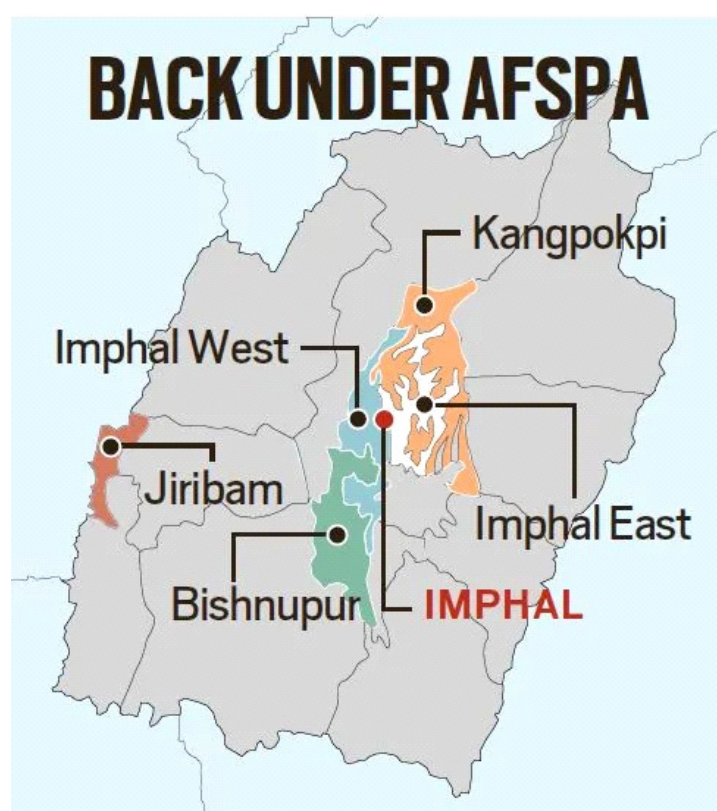 BACK UNDER AFSPA
Kangpokpi
Imphal West
Jiribam
Imphal East
Bishnupur
IMPHAL